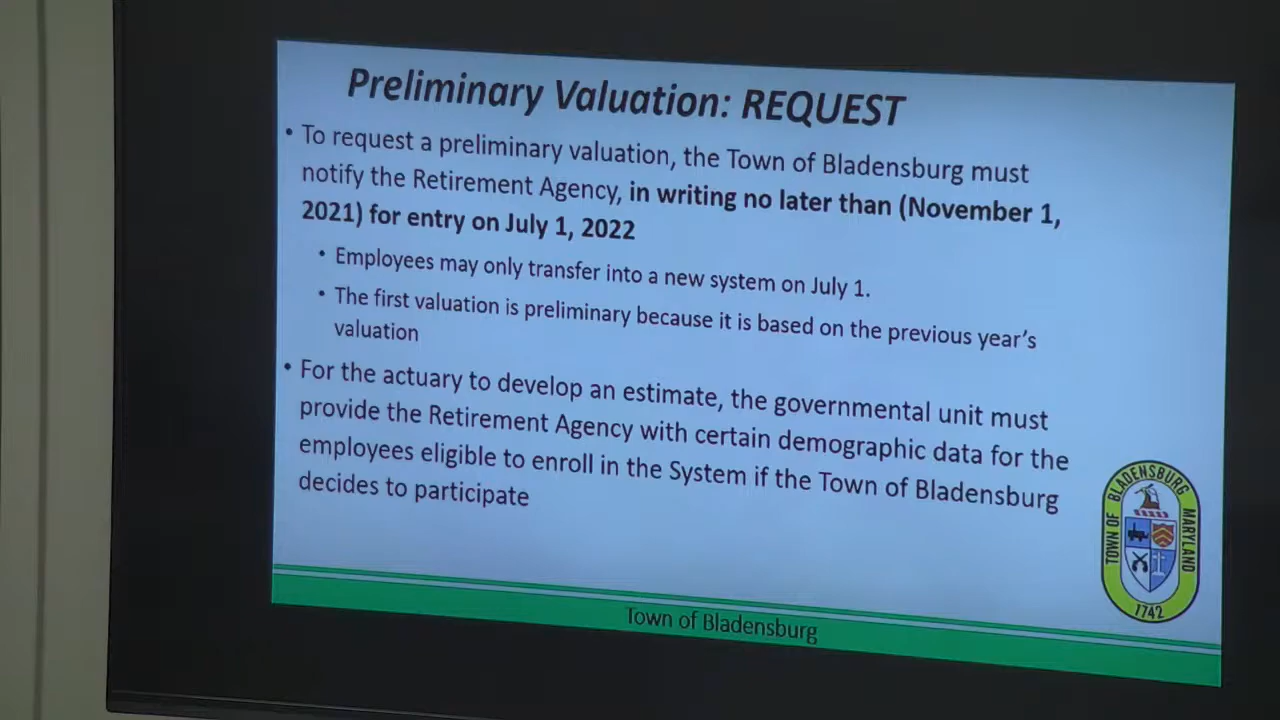 Preliminary Valuation: REQUEST
• To request a preliminary valuation, the Town of Bladensburg must
notify the Retirement Agency, in writing no later than (November 1,
2021) for entry on July 1, 2022
• Employees may only transfer into a new system on July 1.
• The first valuation is preliminary because it is based on the previous year's
valuation
• For the actuary to develop an estimate, the governmental unit must
provide the Retirement Agency with certain demographic data for the
employees eligible to enroll in the System if the Town of Bladensburg
decides to participate
TOWN OF BLADENSBURG MARYLAND
1742
Town of Bladensburg